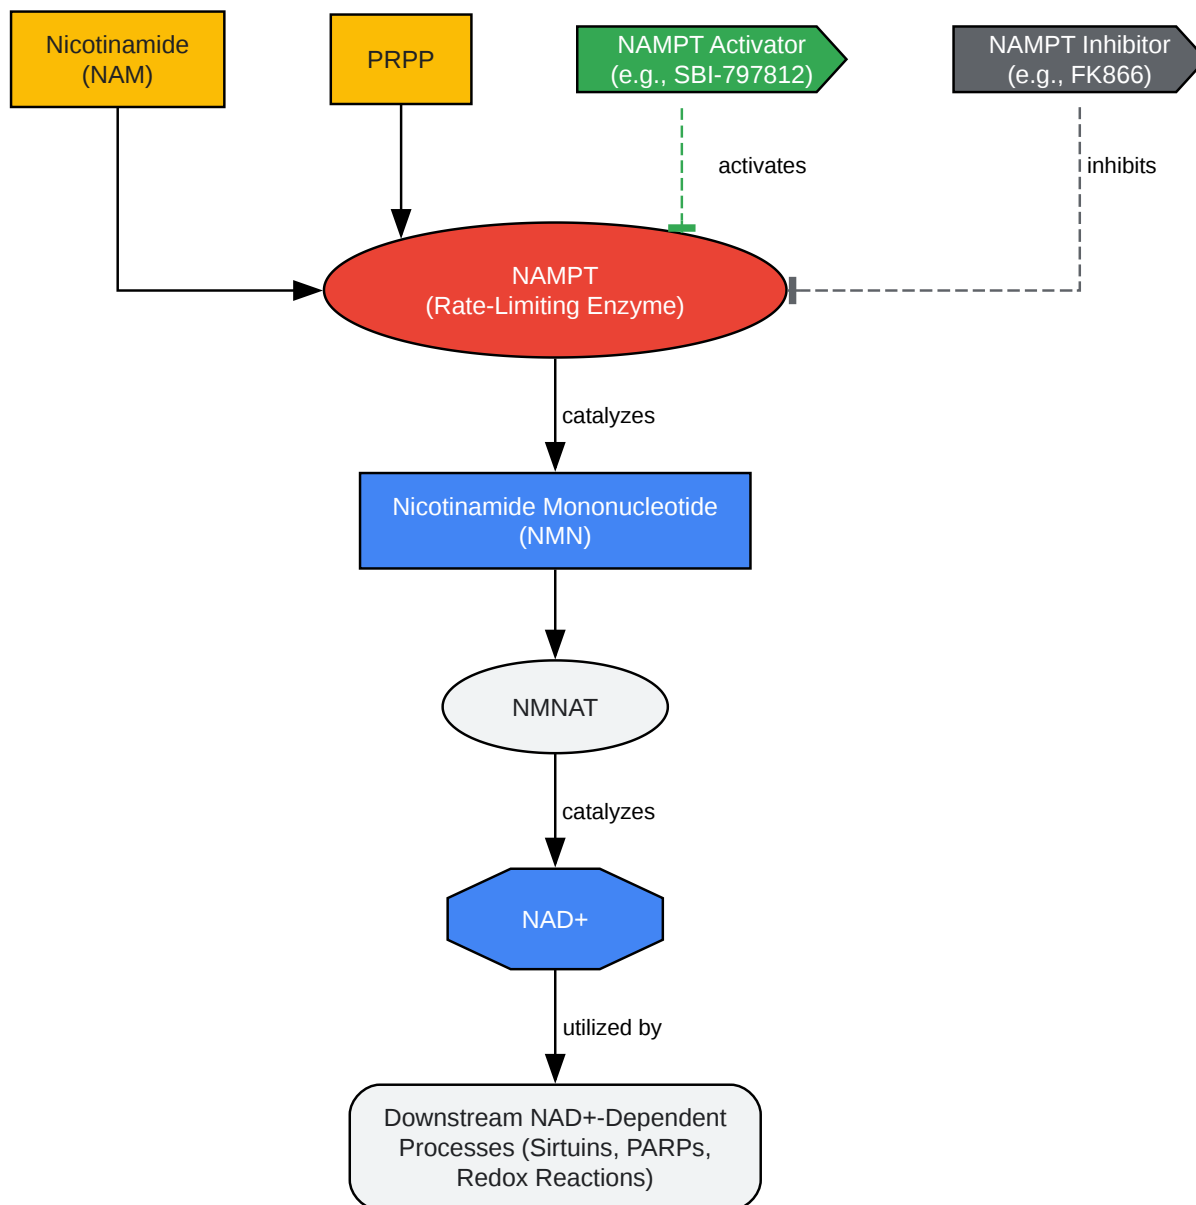 Nicotinamide
(NAM)
PRPP
NAMPT Activator
(e.g., SBI-797812)
NAMPT Inhibitor
(e.g., FK866)
activates
inhibits
NAMPT
(Rate-Limiting Enzyme)
catalyzes
Nicotinamide Mononucleotide
(NMN)
NMNAT
catalyzes
NAD+
utilized by
Downstream NAD+-Dependent
Processes (Sirtuins, PARPs,
Redox Reactions)